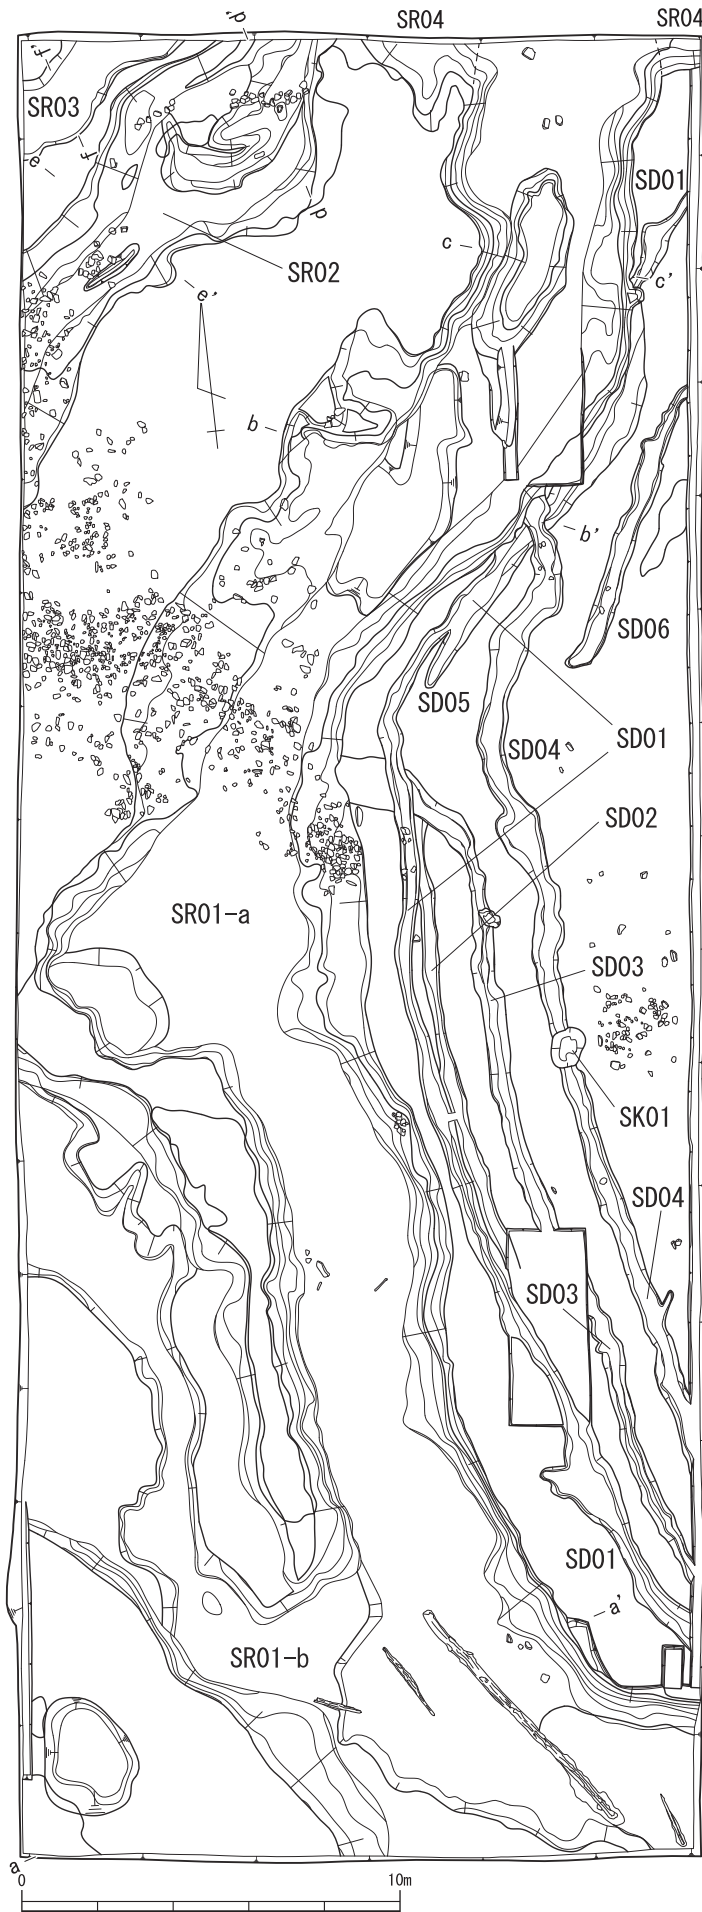 SR04
SR04
d'
f'
SR03
e
f
SD01
d
c
SR02
c'
e'
b
b'
SD06
SD05
SD04
SD01
SD02
SR01-a
SD03
SK01
SD04
SD03
SD01
a'
SR01-b
a
0
10m